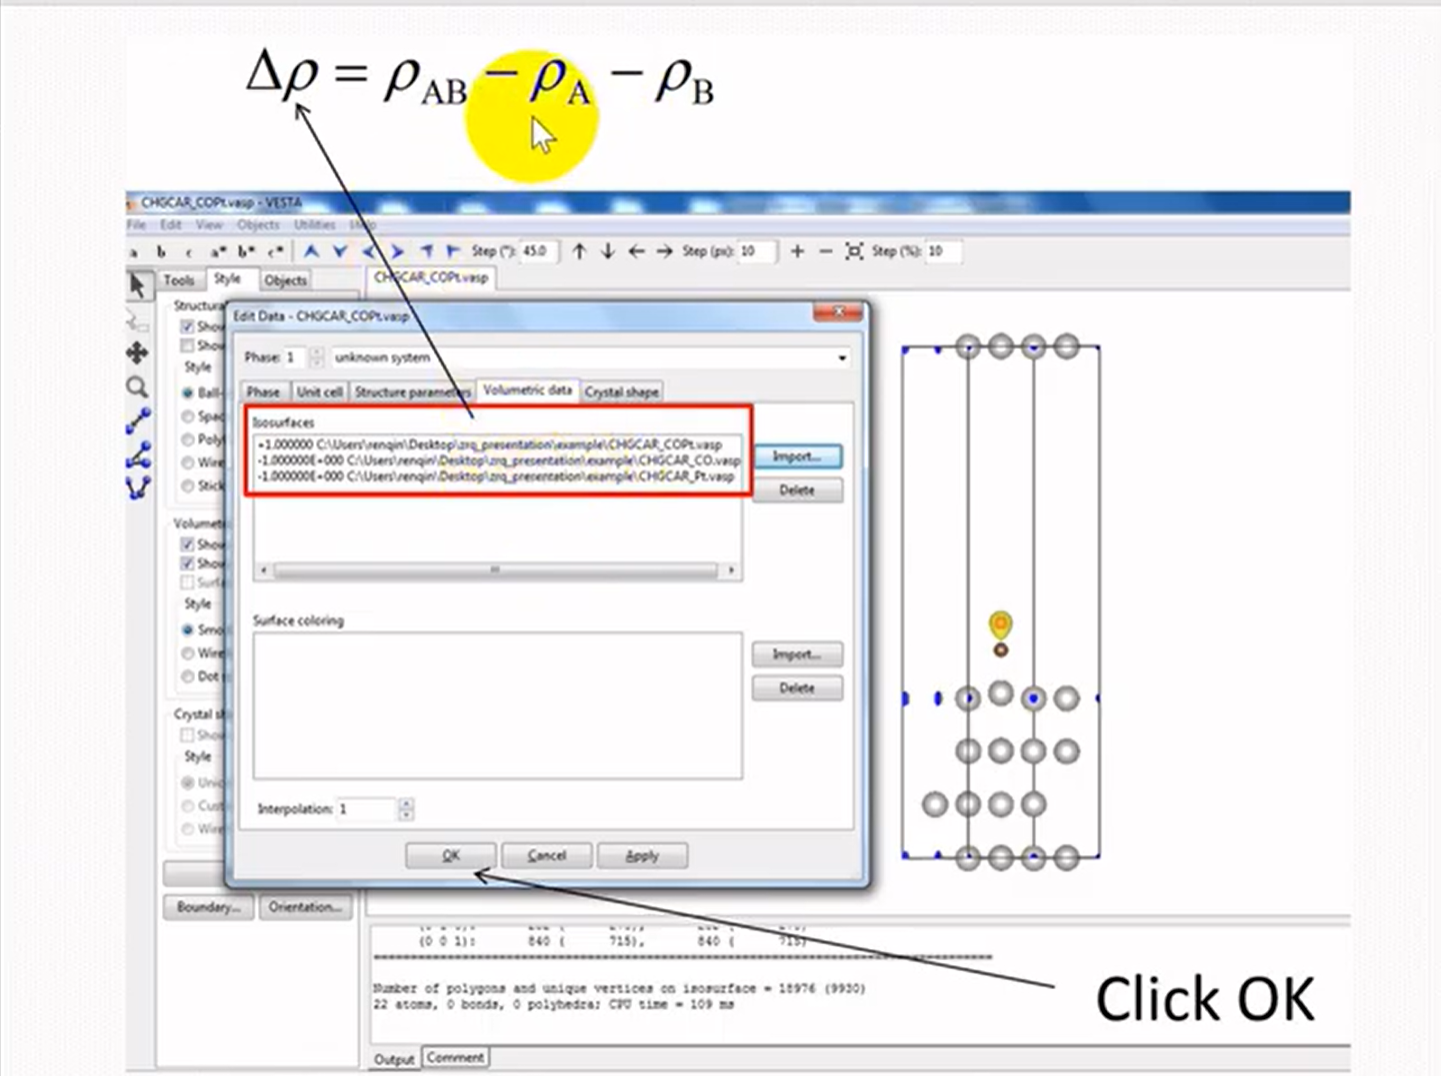 Δρ = ρAB − ρA − ρB
CHGCAR_COPt.vasp - VESTA
File Edit View Objects Utilities Help
a b c a* b* c* Step (°): 45.0 Step (px): 10 Step (%): 10
Tools Style Objects
CHGCAR_COPt.vasp
Structura
Edit Data - CHGCAR_COPt.vasp
Show
Show
Phase: 1 unknown system
Style
Phase Unit cell Structure parameters Volumetric data Crystal shape
Ball-
Spac
Isosurfaces
Poly
+1.000000 C:\Users\renqin\Desktop\zrq_presentation\example\CHGCAR_COPt.vasp
Import...
Wire
-1.000000E+000 C:\Users\renqin\Desktop\zrq_presentation\example\CHGCAR_CO.vasp
-1.000000E+000 C:\Users\renqin\Desktop\zrq_presentation\example\CHGCAR_Pt.vasp
Stick
Delete
Volumet
Show
Show
Surfa
Style
Surface coloring
Smo
Wire
Import...
Dot
Delete
Crystal sh
Show
Style
Unic
Cust
Interpolation: 1
Wire
OK Cancel Apply
Boundary... Orientation...
(0 0 1): 840 ( 715), 840 ( 715)
Number of polygons and unique vertices on isosurface = 18976 (9930)
22 atoms, 0 bonds, 0 polyhedra; CPU time = 109 ms
Click OK
Output Comment